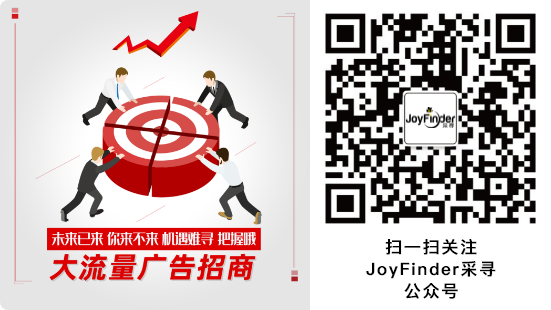 未来已来 你来不来 机遇难寻 把握哦
大流量广告招商
JoyFinder
采寻
扫一扫关注
JoyFinder采寻
公众号